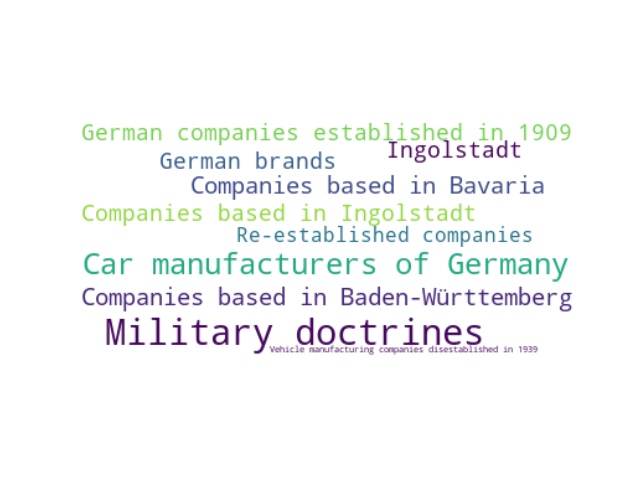 German companies established in 1909
Ingolstadt
German brands
Companies based in Bavaria
Companies based in Ingolstadt
Re-established companies
Car manufacturers of Germany
Companies based in Baden-Württemberg
Military doctrines
Vehicle manufacturing companies disestablished in 1939